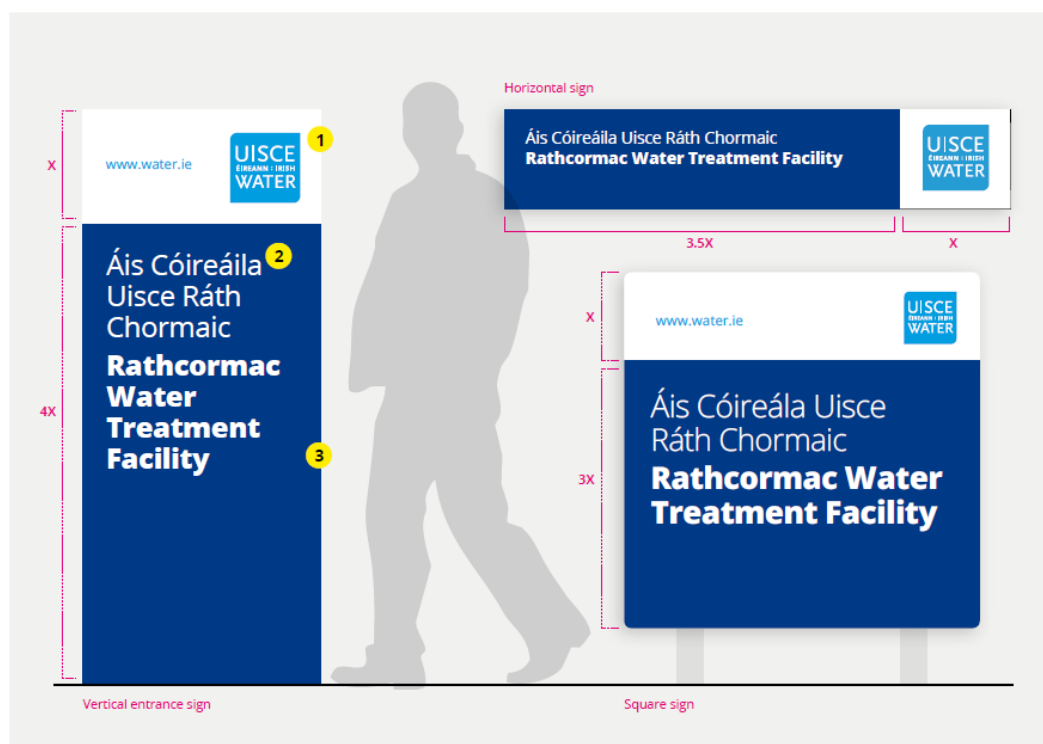 Horizontal sign
X
www.water.ie
UISCE
ÉIREANN : IRISH
WATER
1
Áis Cóireáila
2
Uisce Ráth
Chormaic
Rathcormac
Water
Treatment
Facility
3
4X
Vertical entrance sign
Áis Cóireáila Uisce Ráth Chormaic
Rathcormac Water Treatment Facility
UISCE
ÉIREANN : IRISH
WATER
3.5X
X
X
www.water.ie
UISCE
ÉIREANN : IRISH
WATER
Áis Cóireála Uisce
Ráth Chormaic
Rathcormac Water
Treatment Facility
3X
Square sign